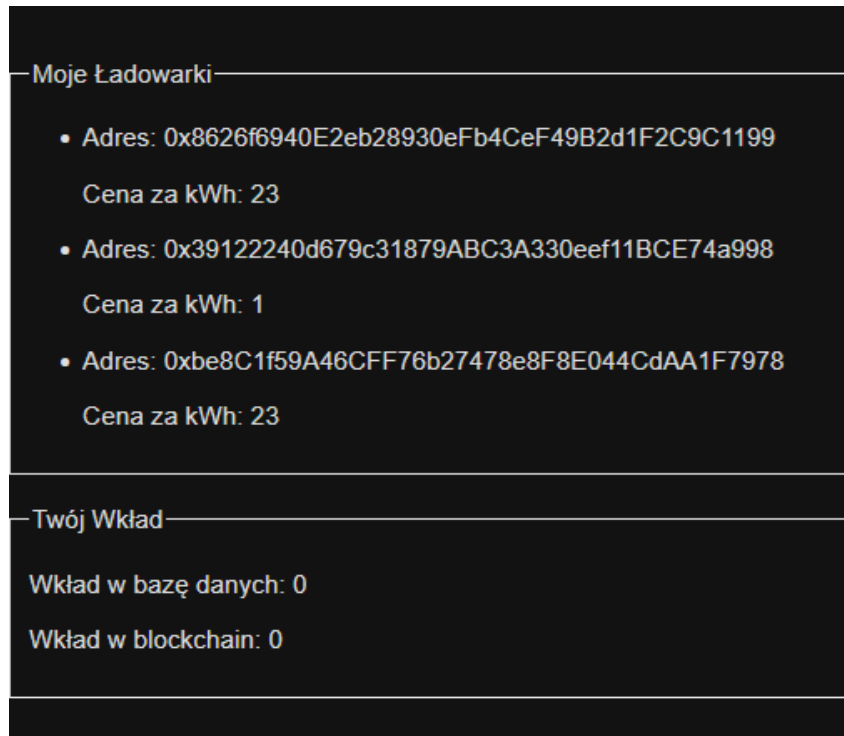 Moje Ładowarki
• Adres: 0x8626f6940E2eb28930eFb4CeF49B2d1F2C9C1199
Cena za kWh: 23
• Adres: 0x39122240d679c31879ABC3A330eef11BCE74a998
Cena za kWh: 1
• Adres: 0xbe8C1f59A46CFF76b27478e8F8E044CdAA1F7978
Cena za kWh: 23
Twój Wkład
Wkład w bazę danych: 0
Wkład w blockchain: 0